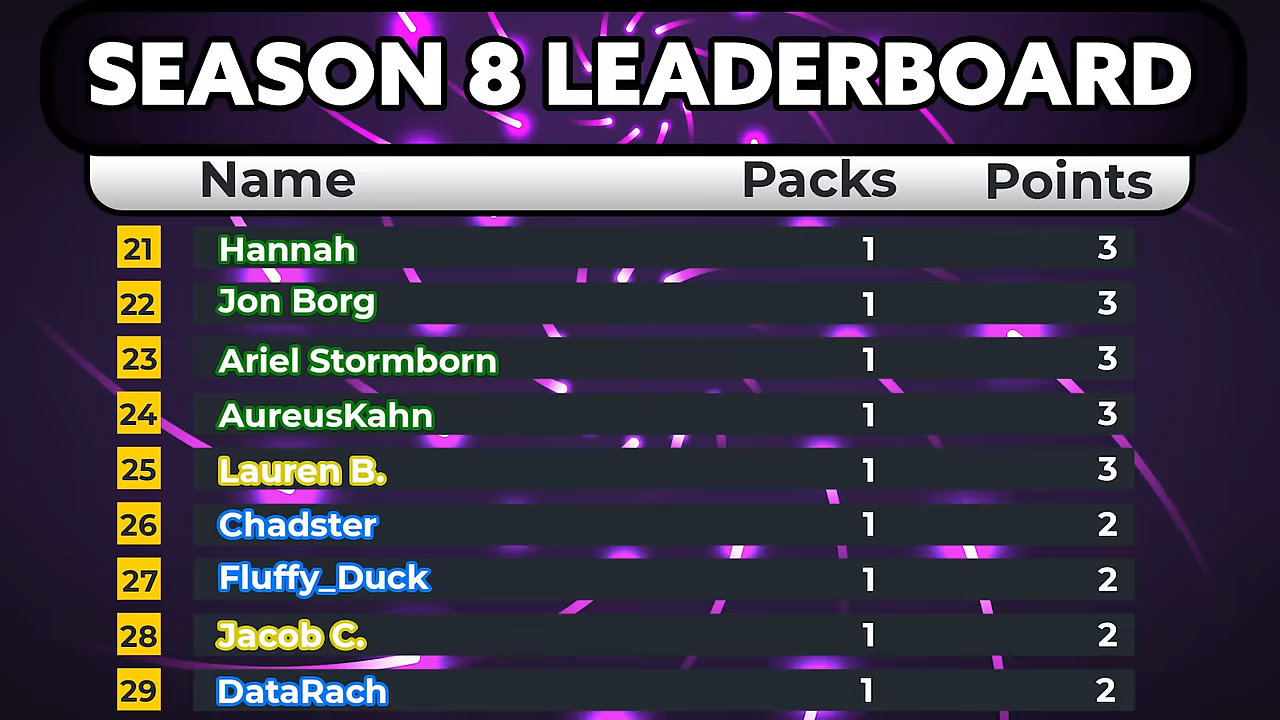 SEASON 8 LEADERBOARD
Name Packs Points
21 Hannah 1 3
22 Jon Borg 1 3
23 Ariel Stormborn 1 3
24 AureusKahn 1 3
25 Lauren B. 1 3
26 Chadster 1 2
27 Fluffy_Duck 1 2
28 Jacob C. 1 2
29 DataRach 1 2